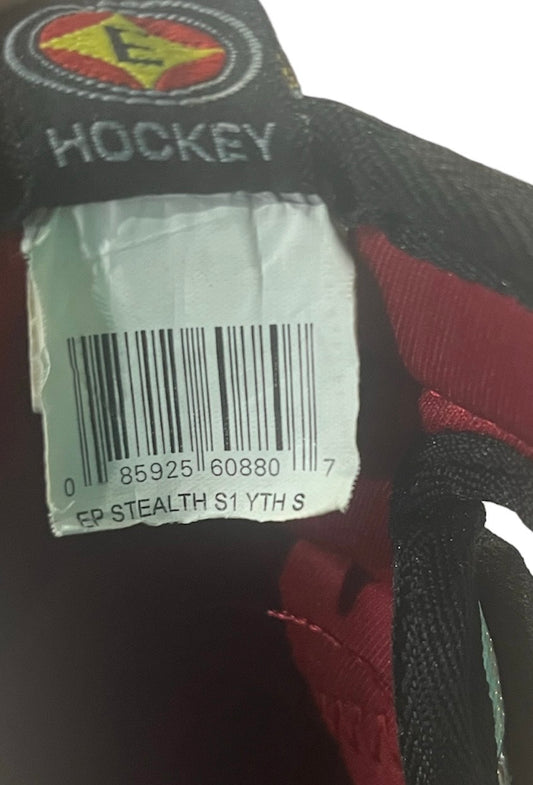 E
HOCKEY
0 85925 60880 7
EP STEALTH S1 YTH S